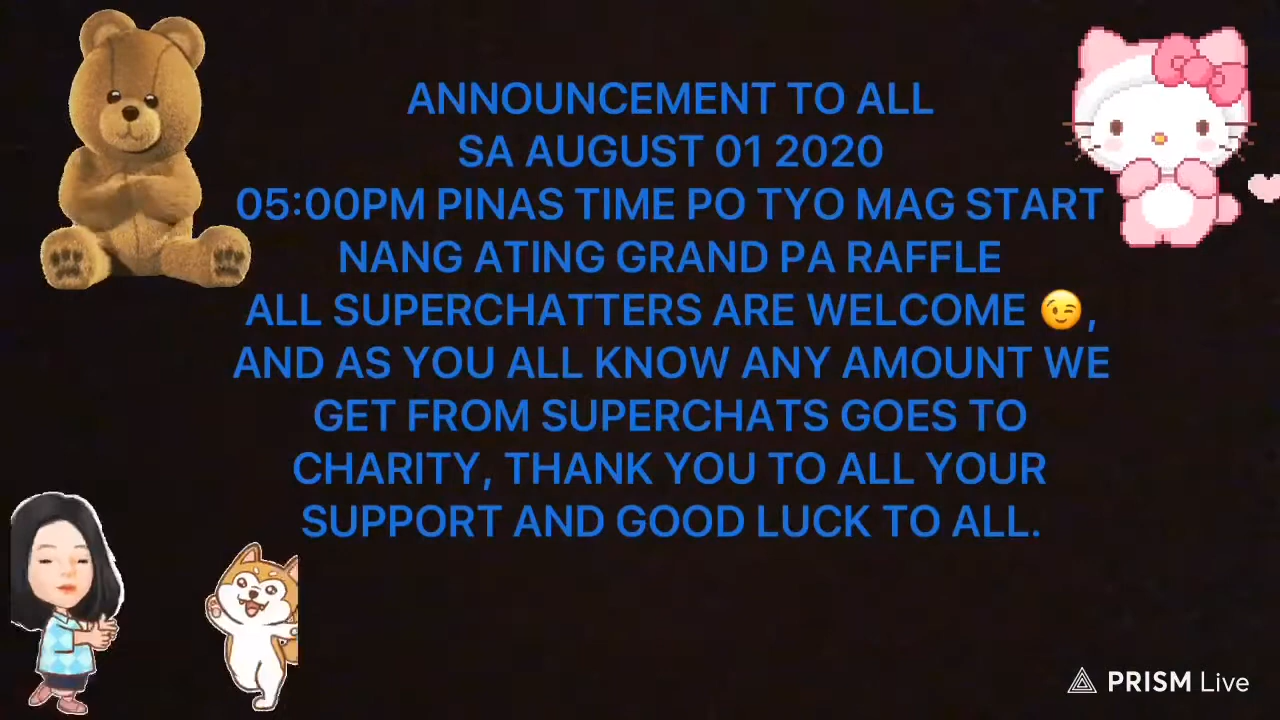 ANNOUNCEMENT TO ALL
SA AUGUST 01 2020
05:00PM PINAS TIME PO TYO MAG START
NANG ATING GRAND PA RAFFLE
ALL SUPERCHATTERS ARE WELCOME 😉,
AND AS YOU ALL KNOW ANY AMOUNT WE
GET FROM SUPERCHATS GOES TO
CHARITY, THANK YOU TO ALL YOUR
SUPPORT AND GOOD LUCK TO ALL.
PRISM Live